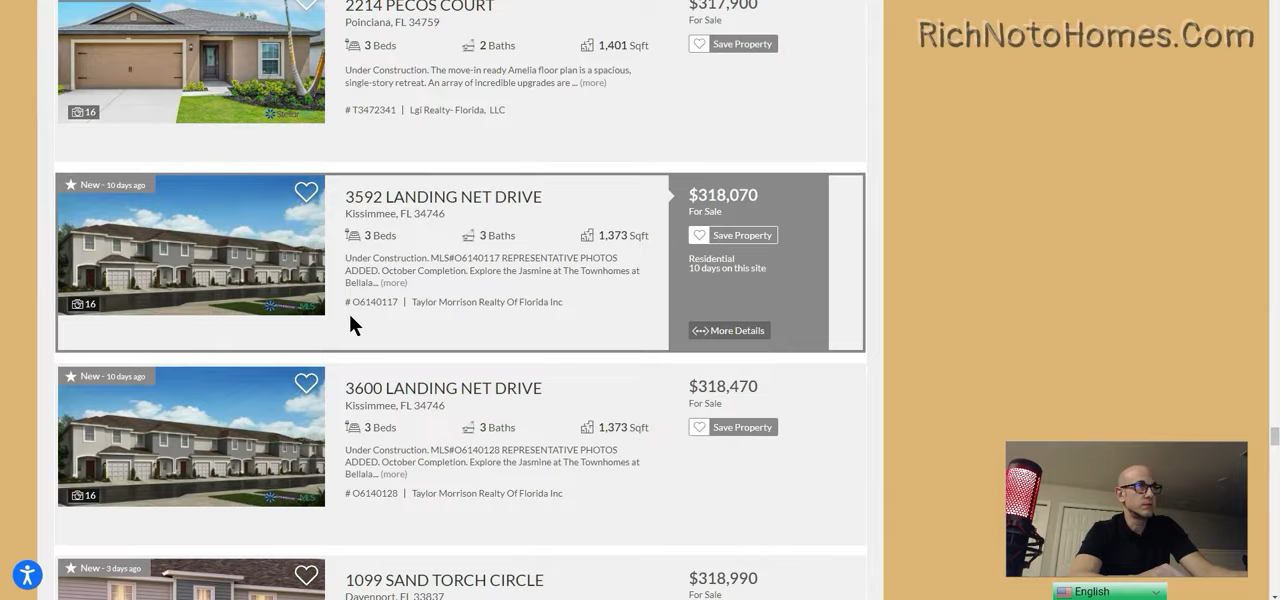 2214 PECOS COURT
Poinciana, FL 34759
3 Beds
2 Baths
1,401 Sqft
Under Construction. The move-in ready Amelia floor plan is a spacious,
single-story retreat. An array of incredible upgrades are ... (more)
# T3472341 | Lgi Realty- Florida, LLC
16
Stellar
$317,900
For Sale
Save Property
RichNotoHomes.Com
New - 10 days ago
3592 LANDING NET DRIVE
Kissimmee, FL 34746
3 Beds
3 Baths
1,373 Sqft
Under Construction. MLS#O6140117 REPRESENTATIVE PHOTOS
ADDED. October Completion. Explore the Jasmine at The Townhomes at
Bellala... (more)
# O6140117 | Taylor Morrison Realty Of Florida Inc
16
$318,070
For Sale
Save Property
Residential
10 days on this site
More Details
New - 10 days ago
3600 LANDING NET DRIVE
Kissimmee, FL 34746
3 Beds
3 Baths
1,373 Sqft
Under Construction. MLS#O6140128 REPRESENTATIVE PHOTOS
ADDED. October Completion. Explore the Jasmine at The Townhomes at
Bellala... (more)
# O6140128 | Taylor Morrison Realty Of Florida Inc
16
$318,470
For Sale
Save Property
New - 3 days ago
1099 SAND TORCH CIRCLE
Davenport, FL 33837
$318,990
For Sale
English